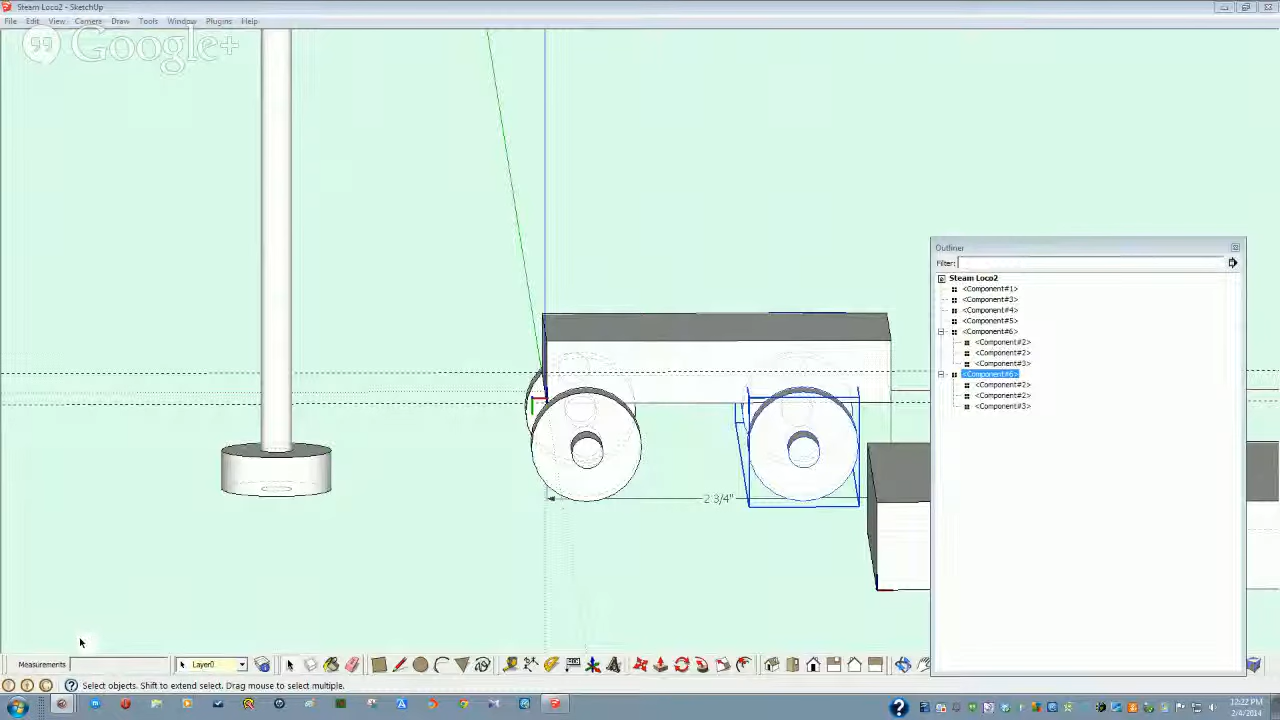 Steam Loco2 - SketchUp
File Edit View Camera Draw Tools Window Plugins Help
Google+
Outliner
Filter:
Steam Loco2
<Component#1>
<Component#3>
<Component#4>
<Component#5>
<Component#6>
<Component#2>
<Component#2>
<Component#3>
<Component#6>
<Component#2>
<Component#2>
<Component#3>
2 3/4"
Measurements
Layer0
Select objects. Shift to extend select. Drag mouse to select multiple.
12:22 PM
2/4/2014